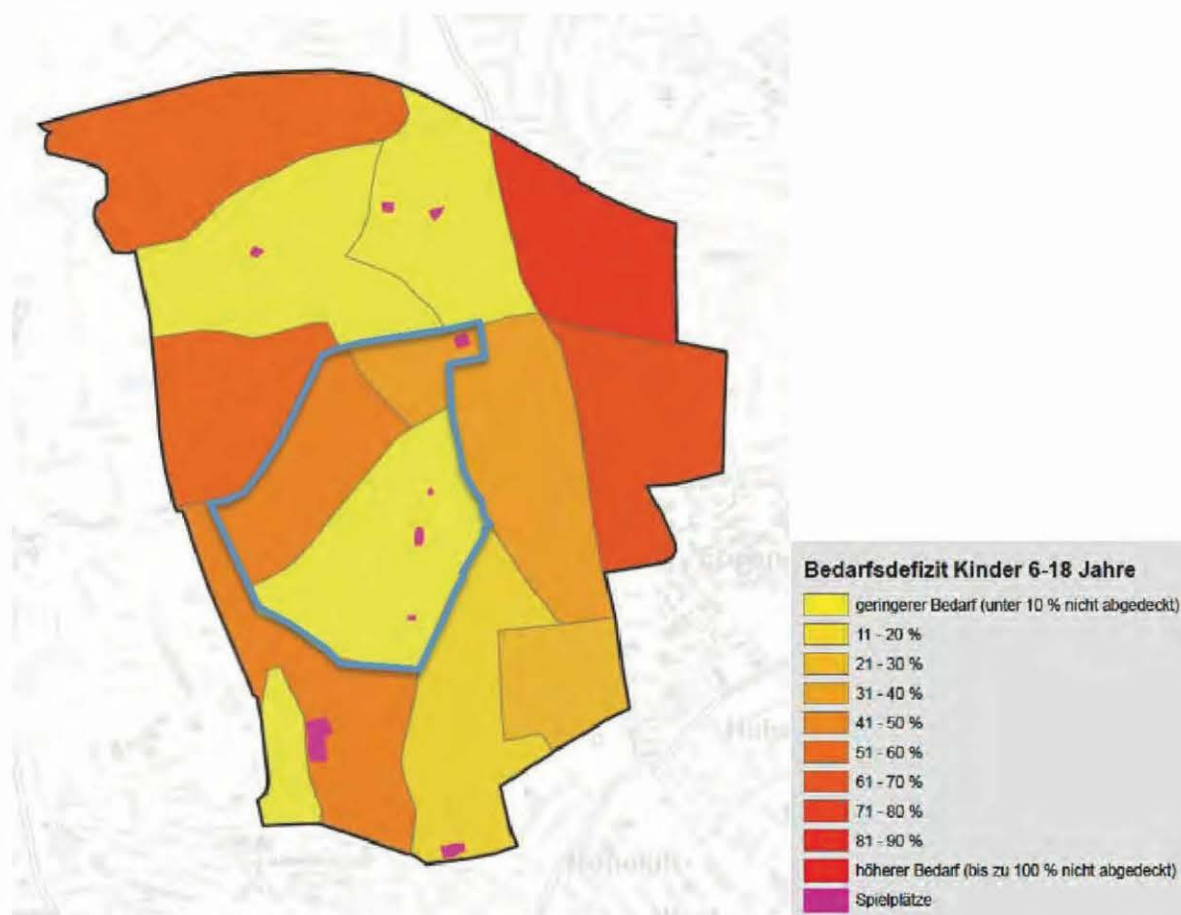 Bedarfsdefizit Kinder 6-18 Jahre
geringerer Bedarf (unter 10 % nicht abgedeckt)
11 - 20 %
21 - 30 %
31 - 40 %
41 - 50 %
51 - 60 %
61 - 70 %
71 - 80 %
81 - 90 %
höherer Bedarf (bis zu 100 % nicht abgedeckt)
Spielplätze